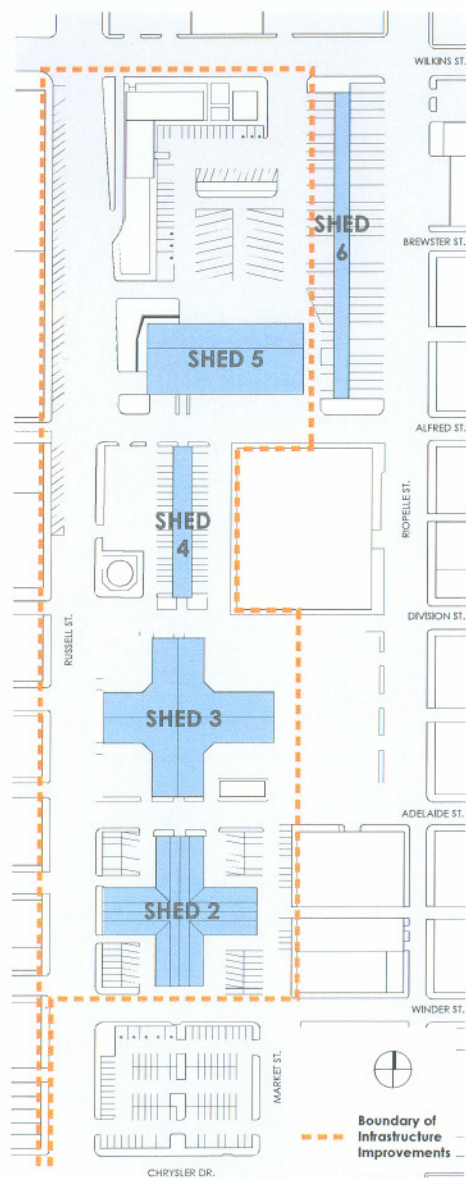 WILKINS ST.
SHED
6
BREWSTER ST.
SHED 5
ALFRED ST.
SHED
4
RIOPELLE ST.
DIVISION ST.
RUSSELL ST.
SHED 3
ADELAIDE ST.
SHED 2
WINDER ST.
MARKET ST.
Boundary of
Infrastructure
Improvements
CHRYSLER DR.